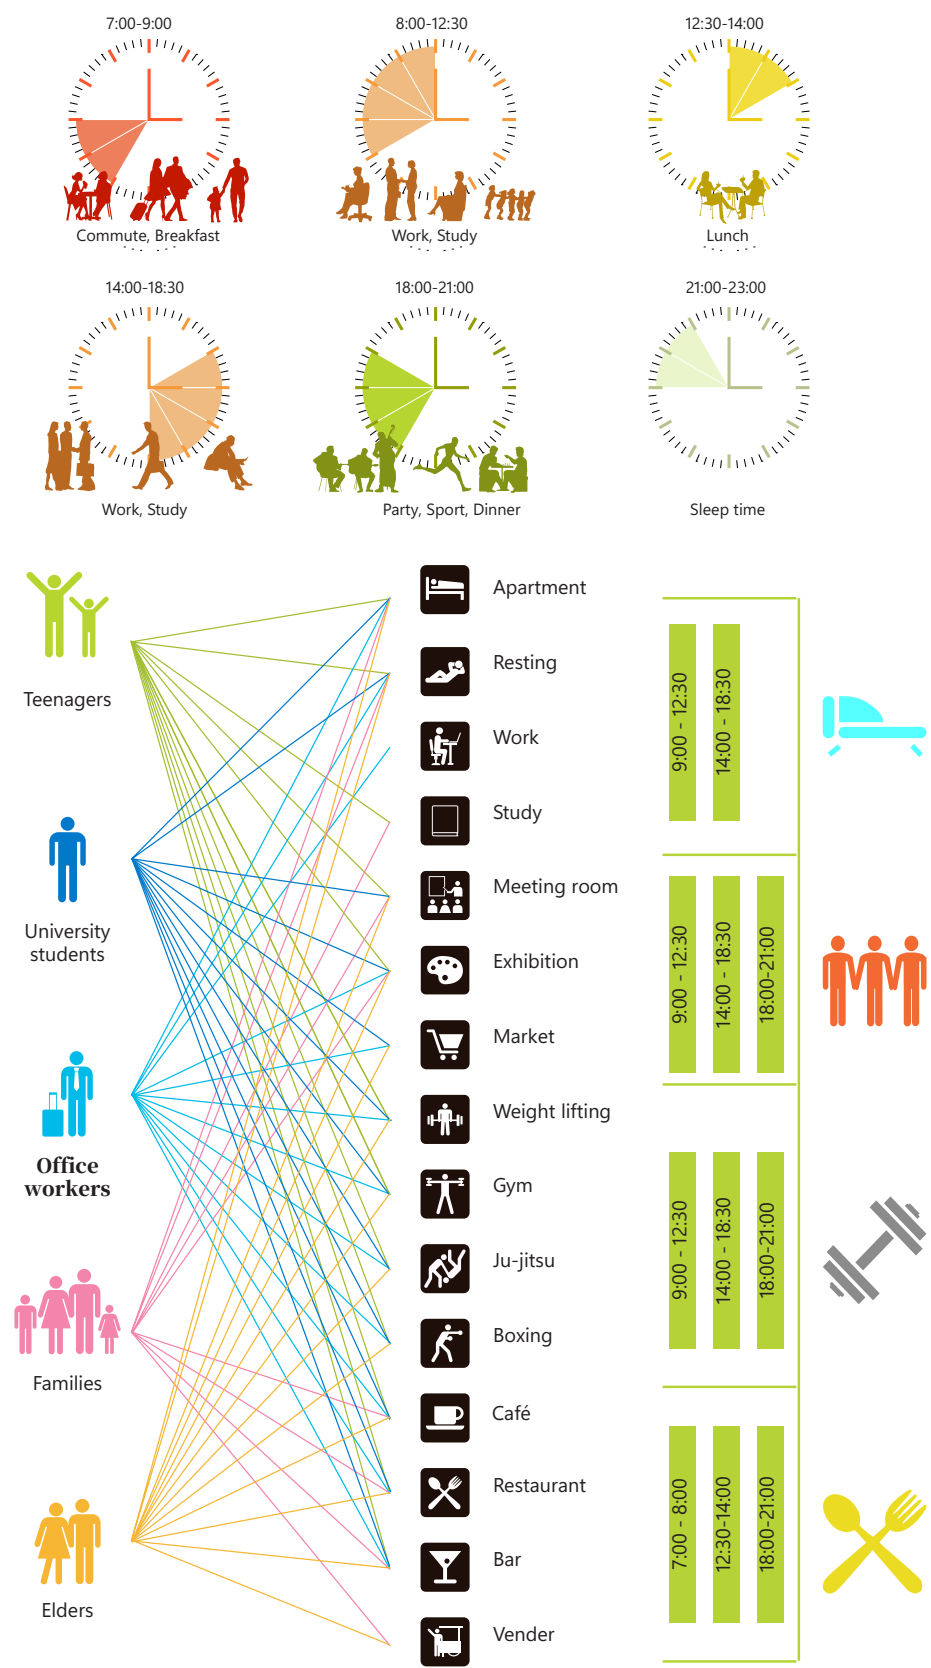 7:00-9:00
8:00-12:30
12:30-14:00
Commute, Breakfast
Work, Study
Lunch
14:00-18:30
18:00-21:00
21:00-23:00
Work, Study
Party, Sport, Dinner
Sleep time
Teenagers
University
students
Office
workers
Families
Elders
Apartment
Resting
Work
Study
Meeting room
Exhibition
Market
Weight lifting
Gym
Ju-jitsu
Boxing
Café
Restaurant
Bar
Vender
9:00 - 12:30
14:00 - 18:30
9:00 - 12:30
14:00 - 18:30
18:00-21:00
9:00 - 12:30
14:00 - 18:30
18:00-21:00
7:00 - 8:00
12:30-14:00
18:00-21:00